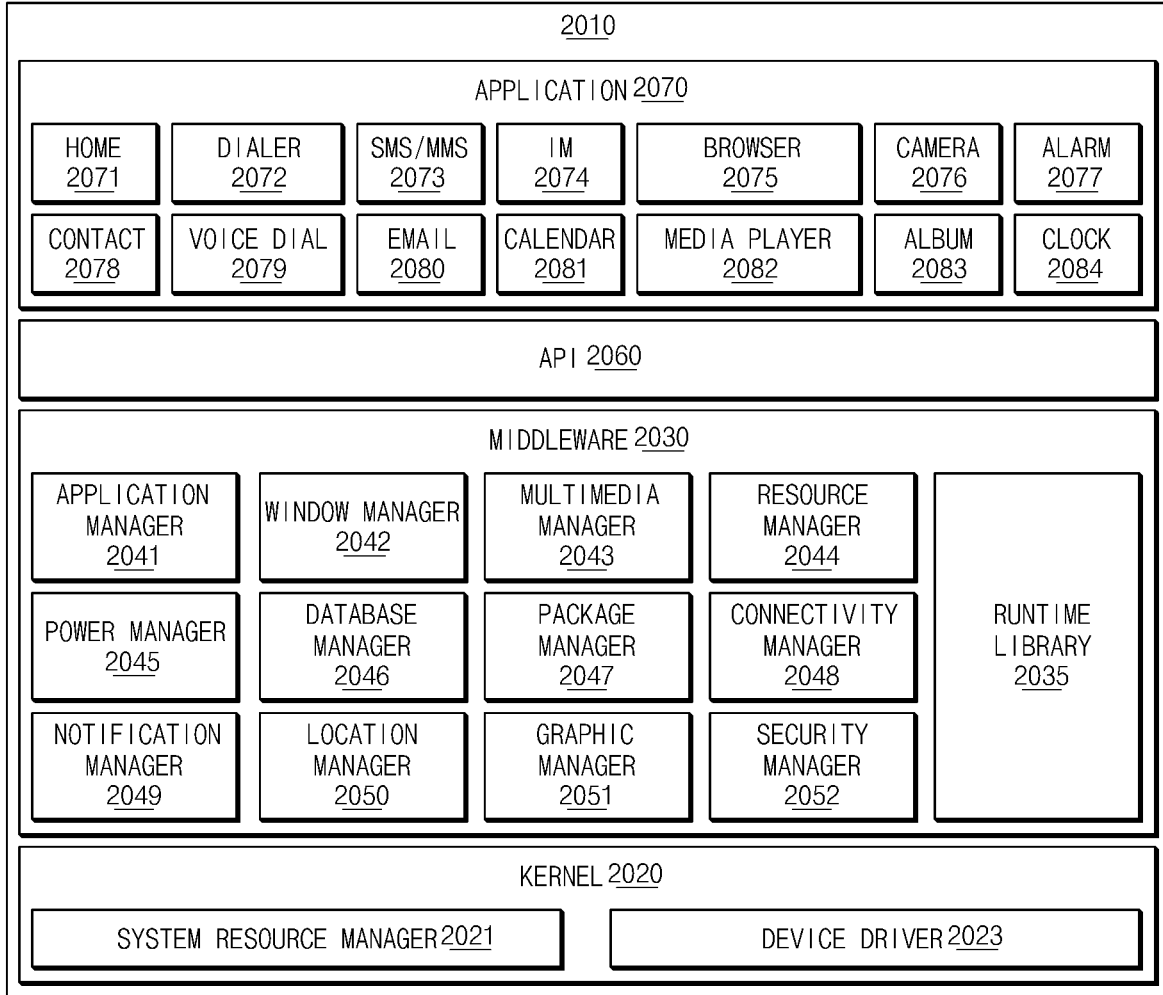 2010
APPLICATION 2070
HOME
2071
DIALER
2072
SMS/MMS
2073
IM
2074
BROWSER
2075
CAMERA
2076
ALARM
2077
CONTACT
2078
VOICE DIAL
2079
EMAIL
2080
CALENDAR
2081
MEDIA PLAYER
2082
ALBUM
2083
CLOCK
2084
API 2060
MIDDLEWARE 2030
APPLICATION
MANAGER
2041
WINDOW MANAGER
2042
MULTIMEDIA
MANAGER
2043
RESOURCE
MANAGER
2044
POWER MANAGER
2045
DATABASE
MANAGER
2046
PACKAGE
MANAGER
2047
CONNECTIVITY
MANAGER
2048
RUNTIME
LIBRARY
2035
NOTIFICATION
MANAGER
2049
LOCATION
MANAGER
2050
GRAPHIC
MANAGER
2051
SECURITY
MANAGER
2052
KERNEL 2020
SYSTEM RESOURCE MANAGER 2021
DEVICE DRIVER 2023